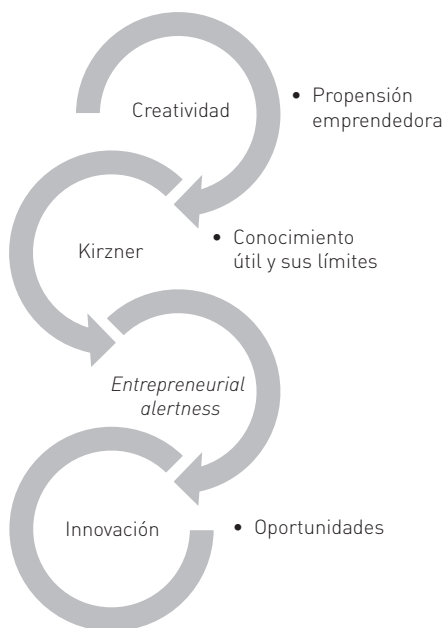 Creatividad
• Propensión
emprendedora
Kirzner
• Conocimiento
útil y sus límites
Entrepreneurial
alertness
Innovación
• Oportunidades